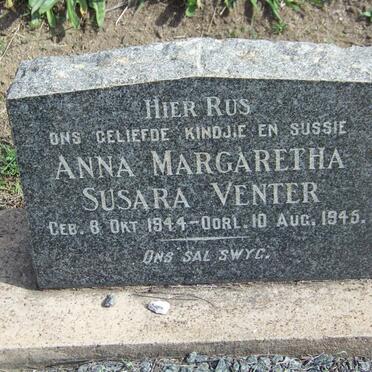 HIER RUS
ONS GELIEFDE KINDJIE EN SUSSIE
ANNA MARGARETHA
SUSARA VENTER
GEB. 8 OKT 1944 – OORL. 10 AUG. 1945.
ONS SAL SWYG.